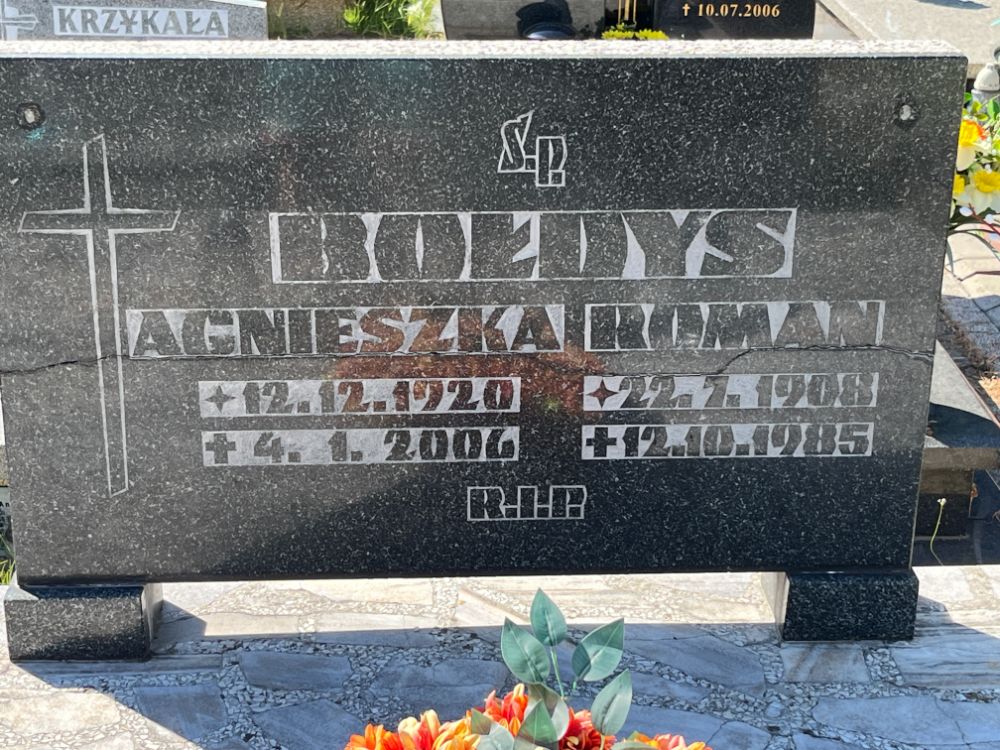 KRZYKAŁA
† 10.07.2006
Ś.P.
BOŁDYS
AGNIESZKA ROMAN
✦12.12.1920 ✦22.7.1908
✝ 4. 1. 2006 ✝12.10.1985
R.I.P.